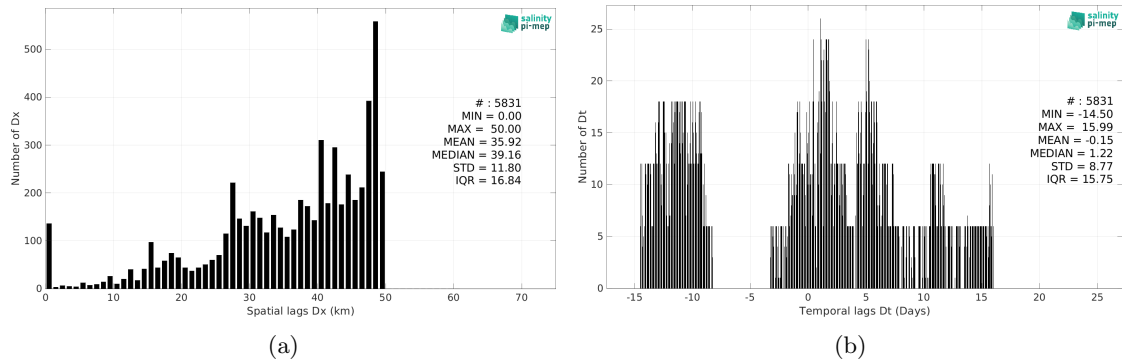 salinity
pi-mep
500
400
300
200
100
0
Number of Dx
# : 5831
MIN = 0.00
MAX = 50.00
MEAN = 35.92
MEDIAN = 39.16
STD = 11.80
IQR = 16.84
0 10 20 30 40 50 60 70
Spatial lags Dx (km)
(a)
salinity
pi-mep
25
20
15
10
5
0
Number of Dt
# : 5831
MIN = -14.50
MAX = 15.99
MEAN = -0.15
MEDIAN = 1.22
STD = 8.77
IQR = 15.75
-15 -10 -5 0 5 10 15 20 25
Temporal lags Dt (Days)
(b)